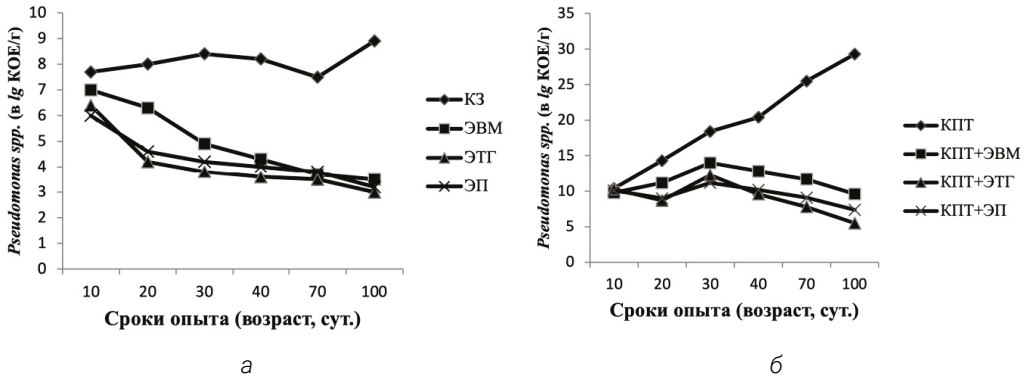 Pseudomonas spp. (в lg КОЕ/г)
10
9
8
7
6
5
4
3
2
1
0
10 20 30 40 70 100
Сроки опыта (возраст, сут.)
КЗ
ЭВМ
ЭТГ
ЭП
а
Pseudomonas spp. (в lg КОЕ/г)
35
30
25
20
15
10
5
0
10 20 30 40 70 100
Сроки опыта (возраст, сут.)
КПТ
КПТ+ЭВМ
КПТ+ЭТГ
КПТ+ЭП
б